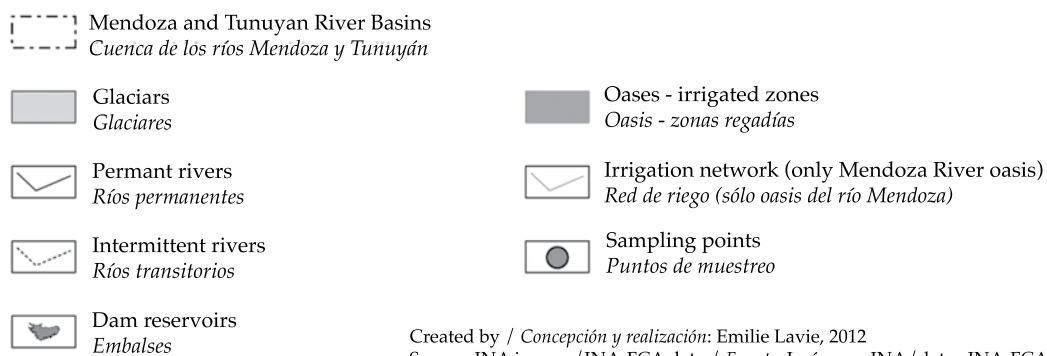 Mendoza and Tunuyan River Basins
Cuenca de los ríos Mendoza y Tunuyán
Glaciars
Glaciares
Permant rivers
Ríos permanentes
Intermittent rivers
Ríos transitorios
Dam reservoirs
Embalses
Oases - irrigated zones
Oasis - zonas regadías
Irrigation network (only Mendoza River oasis)
Red de riego (sólo oasis del río Mendoza)
Sampling points
Puntos de muestreo
Created by / Concepción y realización: Emilie Lavie, 2012